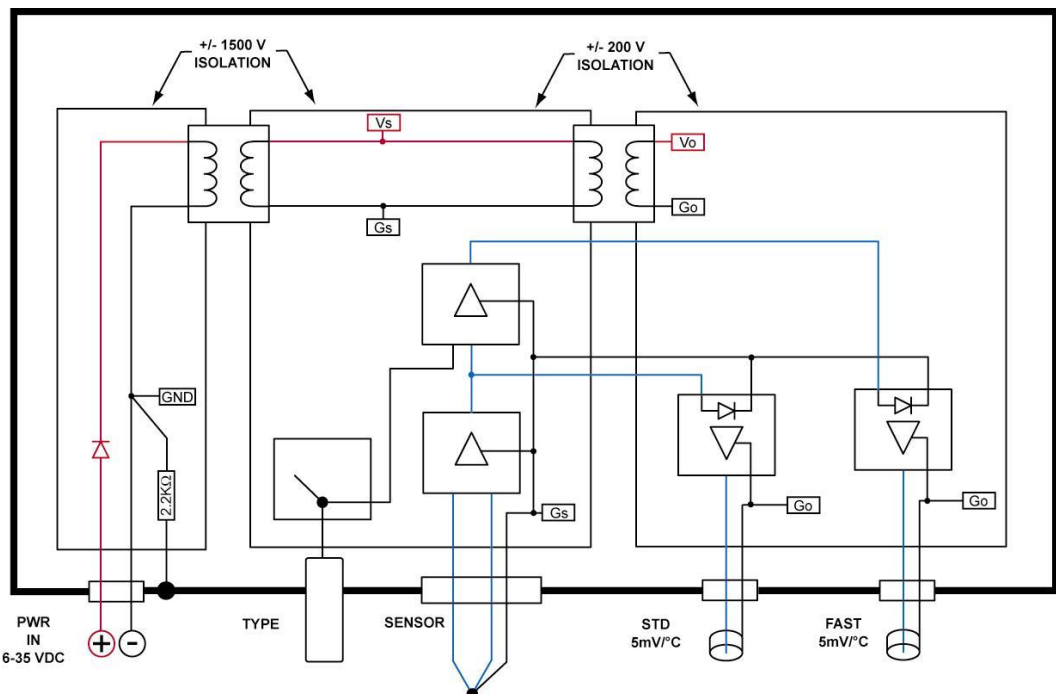 +/- 1500 V
ISOLATION
+/- 200 V
ISOLATION
Vs
Vo
Gs
Go
GND
2.2KΩ
Gs
Go
Go
PWR
IN
6-35 VDC
+
-
TYPE
SENSOR
STD
5mV/°C
FAST
5mV/°C